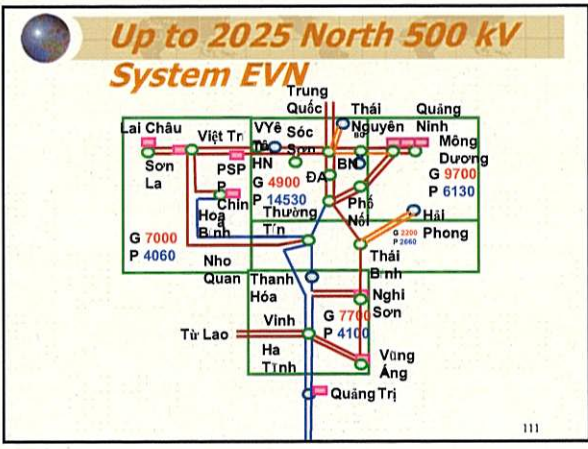 Up to 2025 North 500 kV
System EVN
Trung
Quốc
Thái
Nguyên
Quảng
Ninh
Lai Châu
Việt Tr
VYê
HN
Sóc
Sơn
BN
Mông
Dương
Sơn
La
PSP
P
Chin
G 4900
P 14530
ĐA
G 9700
P 6130
Hoa
Bình
Thường
Tín
Phố
Nối
Hải
Phong
G 2200
P 2660
G 7000
P 4060
Nho
Quan
Thái
Bình
Thanh
Hóa
Nghi
Sơn
G 7700
P 4100
Vinh
Từ Lao
Ha
Tĩnh
Vũng
Áng
Quảng Trị
111